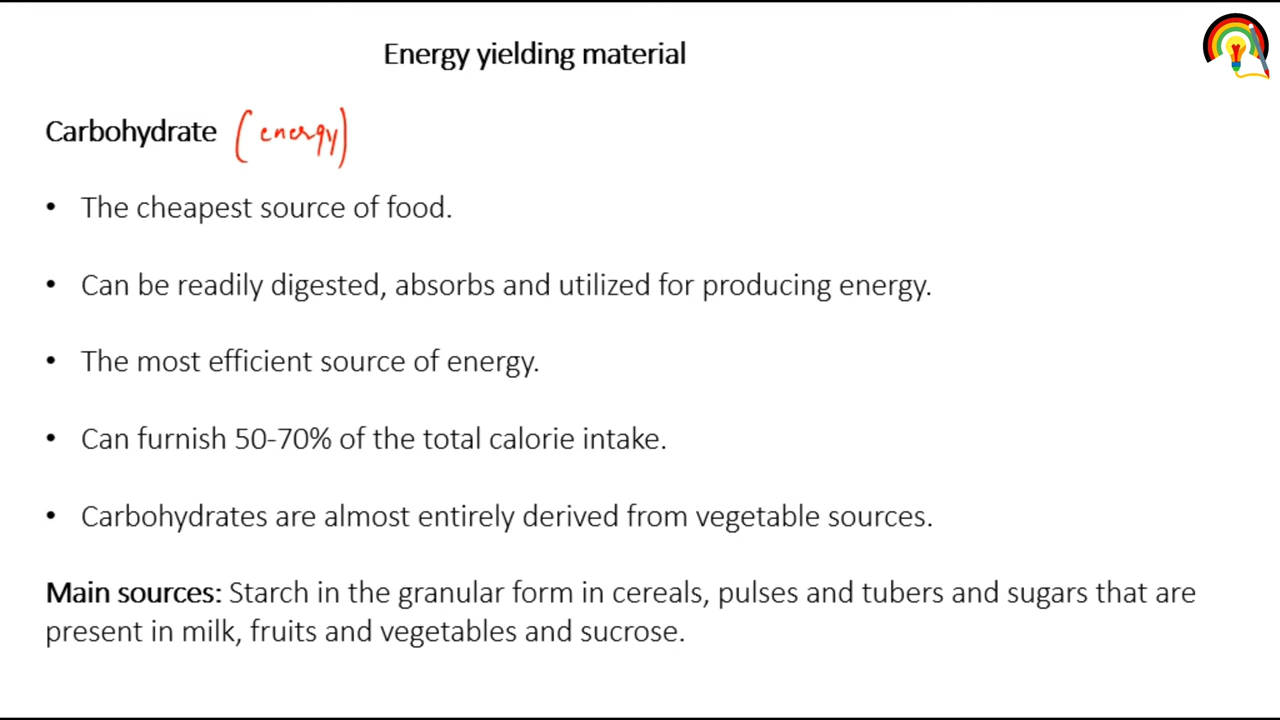 Energy yielding material
Carbohydrate (energy)
• The cheapest source of food.
• Can be readily digested, absorbs and utilized for producing energy.
• The most efficient source of energy.
• Can furnish 50-70% of the total calorie intake.
• Carbohydrates are almost entirely derived from vegetable sources.
Main sources: Starch in the granular form in cereals, pulses and tubers and sugars that are
present in milk, fruits and vegetables and sucrose.